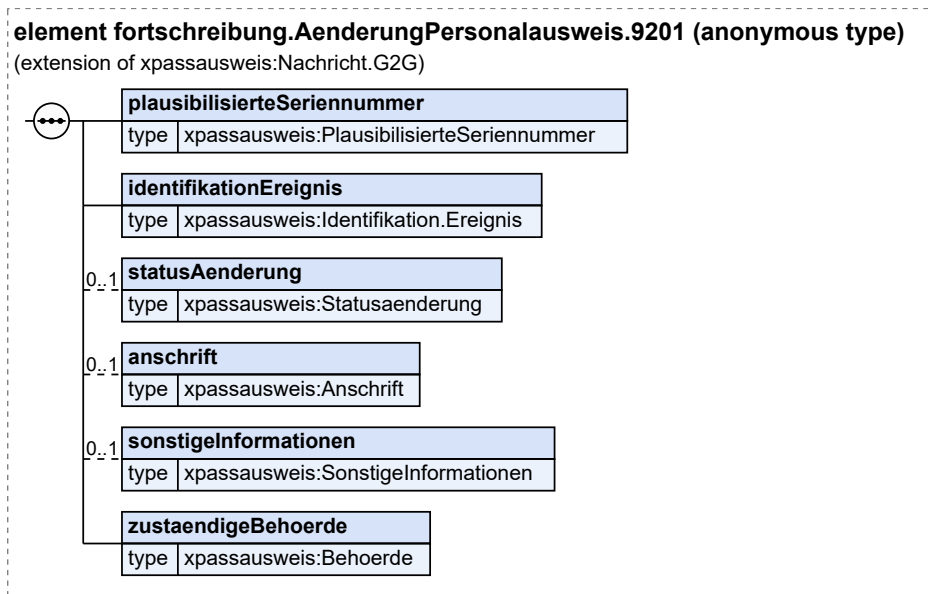 element fortschreibung.AenderungPersonalausweis.9201 (anonymous type)
(extension of xpassausweis:Nachricht.G2G)
plausibilisierteSeriennummer
type xpassausweis:PlausibilisierteSeriennummer
identifikationEreignis
type xpassausweis:Identifikation.Ereignis
0..1 statusAenderung
type xpassausweis:Statusaenderung
0..1 anschrift
type xpassausweis:Anschrift
0..1 sonstigeInformationen
type xpassausweis:SonstigeInformationen
zustaendigeBehoerde
type xpassausweis:Behoerde